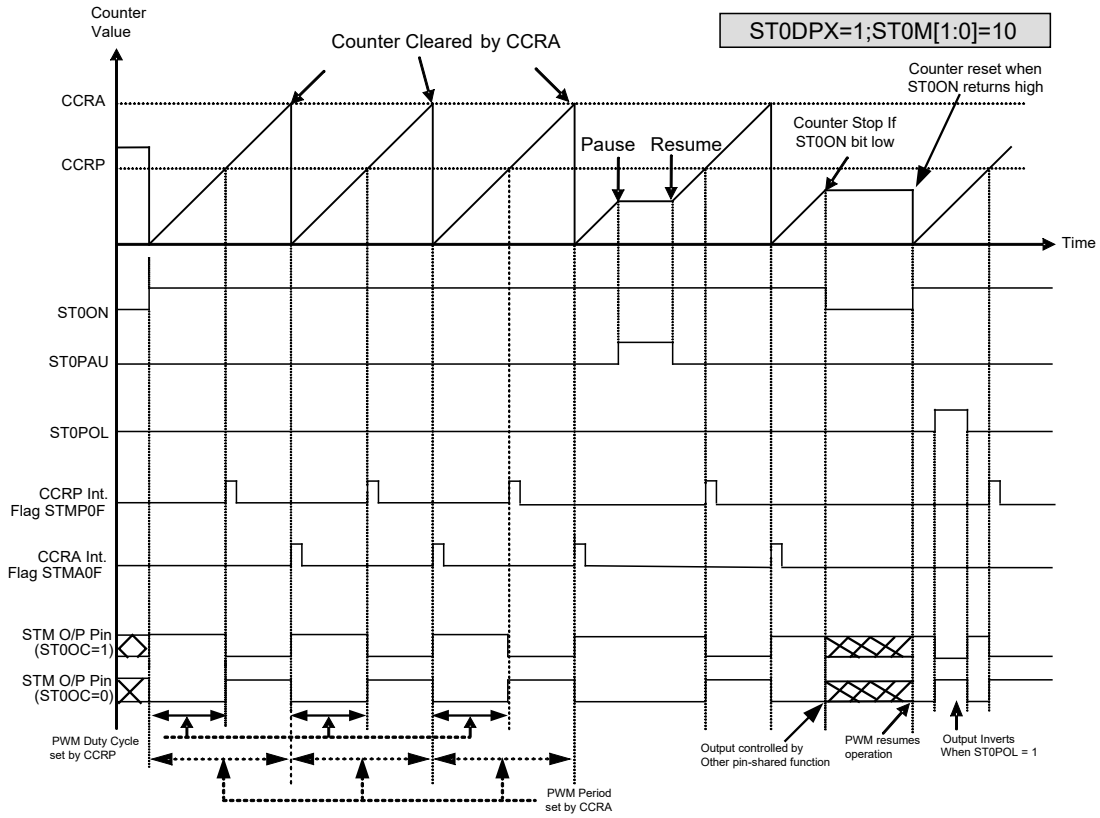 Counter
Value
ST0DPX=1;ST0M[1:0]=10
Counter Cleared by CCRA
Counter reset when
ST0ON returns high
CCRA
Counter Stop If
ST0ON bit low
Pause Resume
CCRP
Time
ST0ON
ST0PAU
ST0POL
CCRP Int.
Flag STMP0F
CCRA Int.
Flag STMA0F
STM O/P Pin
(ST0OC=1)
STM O/P Pin
(ST0OC=0)
PWM Duty Cycle
set by CCRP
Output controlled by
Other pin-shared function
PWM resumes
operation
Output Inverts
When ST0POL = 1
PWM Period
set by CCRA